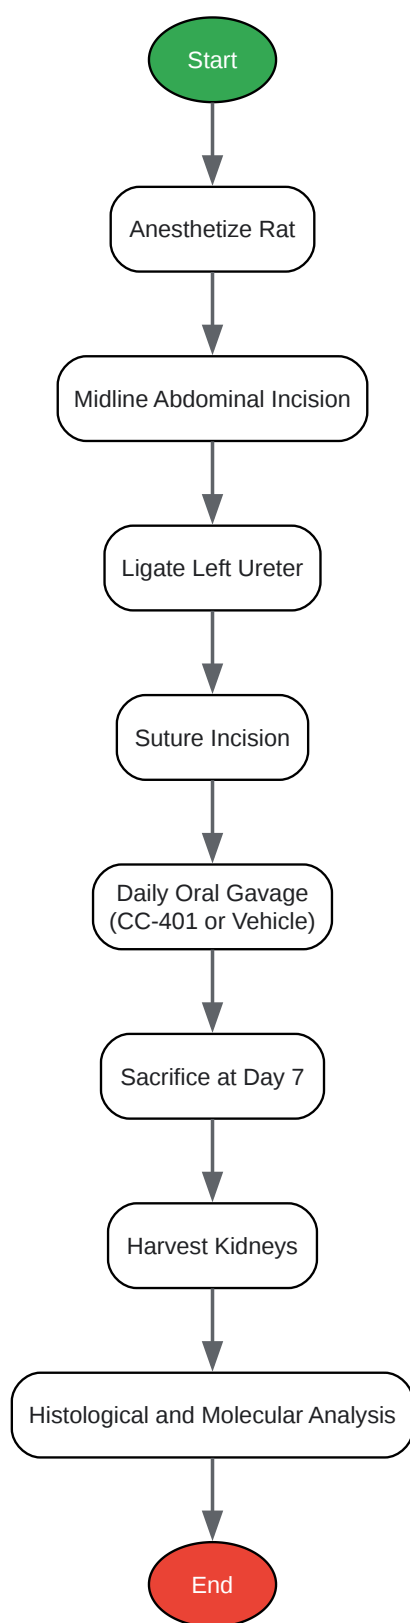 Start
Anesthetize Rat
Midline Abdominal Incision
Ligate Left Ureter
Suture Incision
Daily Oral Gavage
(CC-401 or Vehicle)
Sacrifice at Day 7
Harvest Kidneys
Histological and Molecular Analysis
End